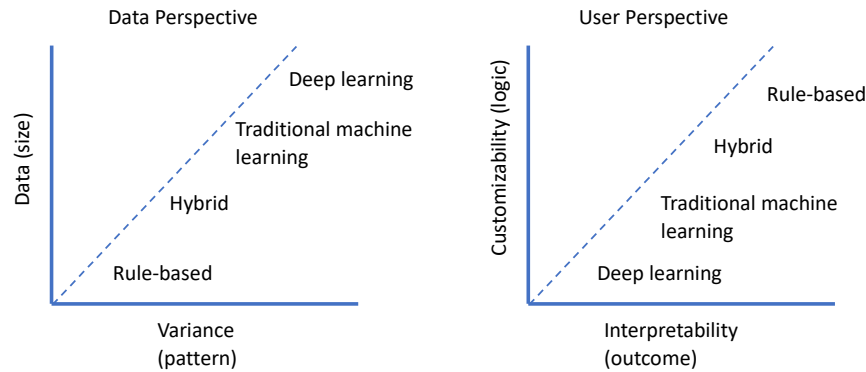 Data Perspective
Data (size)
Deep learning
Traditional machine
learning
Hybrid
Rule-based
Variance
(pattern)
User Perspective
Customizability (logic)
Rule-based
Hybrid
Traditional machine
learning
Deep learning
Interpretability
(outcome)